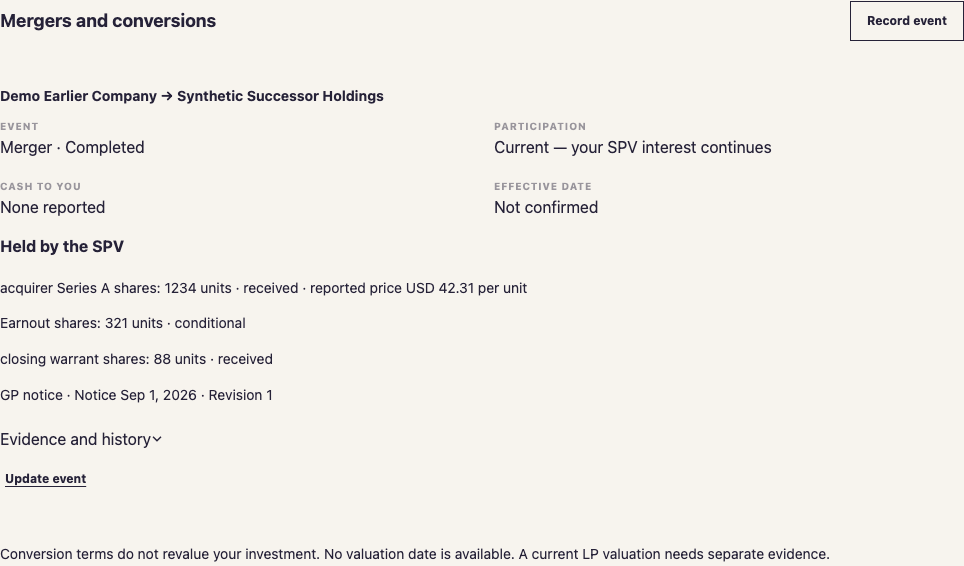 Mergers and conversions
Record event
Demo Earlier Company → Synthetic Successor Holdings
EVENT
Merger · Completed
PARTICIPATION
Current — your SPV interest continues
CASH TO YOU
None reported
EFFECTIVE DATE
Not confirmed
Held by the SPV
acquirer Series A shares: 1234 units · received · reported price USD 42.31 per unit
Earnout shares: 321 units · conditional
closing warrant shares: 88 units · received
GP notice · Notice Sep 1, 2026 · Revision 1
Evidence and history
Update event
Conversion terms do not revalue your investment. No valuation date is available. A current LP valuation needs separate evidence.